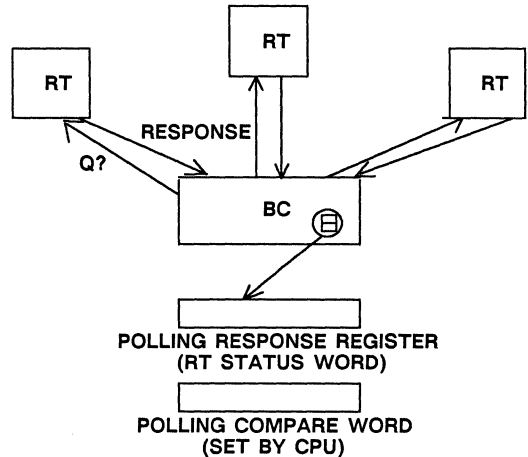 RT
RT
RT
RESPONSE
Q?
BC
POLLING RESPONSE REGISTER
(RT STATUS WORD)
POLLING COMPARE WORD
(SET BY CPU)